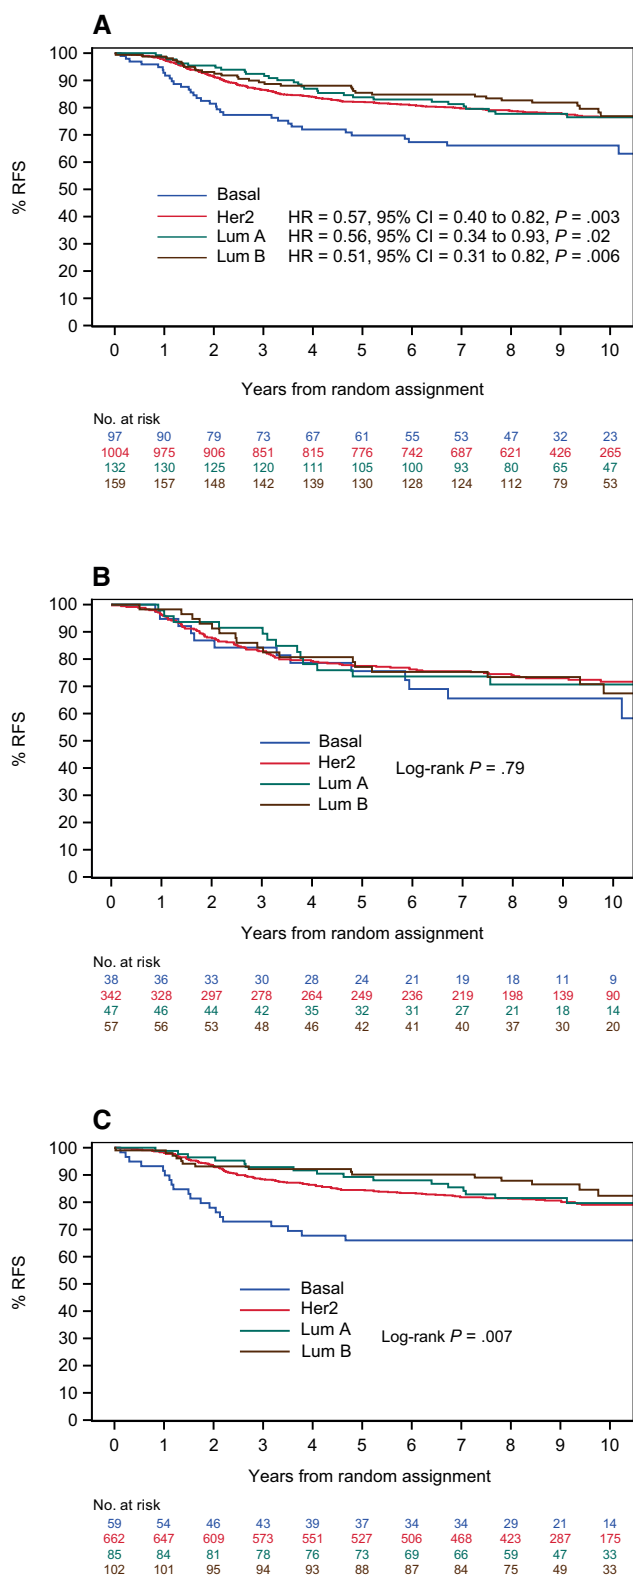 A
100
90
80
70
60
50
40
30
20
10
0
% RFS
Basal
Her2 HR = 0.57, 95% CI = 0.40 to 0.82, P = .003
Lum A HR = 0.56, 95% CI = 0.34 to 0.93, P = .02
Lum B HR = 0.51, 95% CI = 0.31 to 0.82, P = .006
0 1 2 3 4 5 6 7 8 9 10
Years from random assignment
No. at risk
97 90 79 73 67 61 55 53 47 32 23
1004 975 906 851 815 776 742 687 621 426 265
132 130 125 120 111 105 100 93 80 65 47
159 157 148 142 139 130 128 124 112 79 53
B
100
90
80
70
60
50
40
30
20
10
0
% RFS
Basal
Her2
Lum A
Lum B
Log-rank P = .79
0 1 2 3 4 5 6 7 8 9 10
Years from random assignment
No. at risk
38 36 33 30 28 24 21 19 18 11 9
342 328 297 278 264 249 236 219 198 139 90
47 46 44 42 35 32 31 27 21 18 14
57 56 53 48 46 42 41 40 37 30 20
C
100
90
80
70
60
50
40
30
20
10
0
% RFS
Basal
Her2
Lum A
Lum B
Log-rank P = .007
0 1 2 3 4 5 6 7 8 9 10
Years from random assignment
No. at risk
59 54 46 43 39 37 34 34 29 21 14
662 647 609 573 551 527 506 468 423 287 175
85 84 81 78 76 73 69 66 59 47 33
102 101 95 94 93 88 87 84 75 49 33